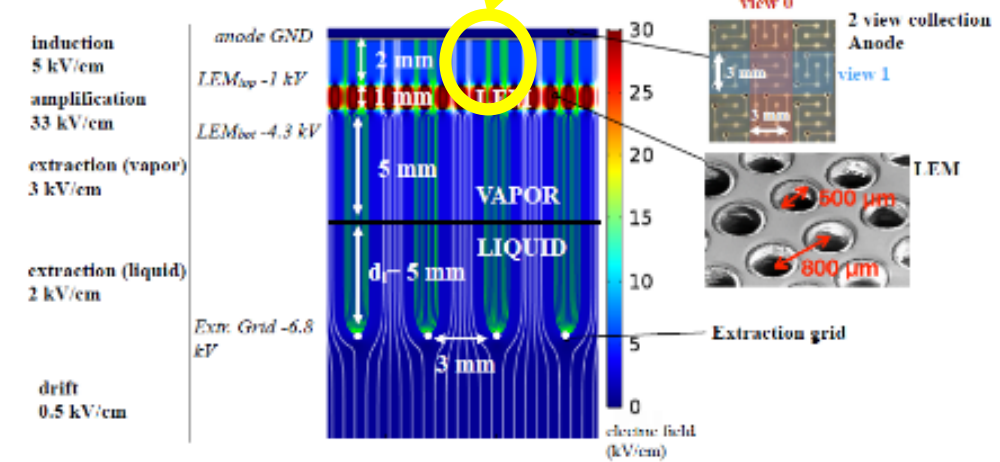 induction
5 kV/cm
amplification
33 kV/cm
extraction (vapor)
3 kV/cm
extraction (liquid)
2 kV/cm
drift
0.5 kV/cm
anode GND
LEMtop -1 kV
LEMbot -4.3 kV
Extr. Grid -6.8
kV
2 mm
1 mm
LEM
5 mm
VAPOR
LIQUID
5 mm
3 mm
30
25
20
15
10
5
0
electric field
(kV/cm)
view 0
2 view collection
Anode
view 1
3 mm
3 mm
LEM
500 µm
800 µm
Extraction grid